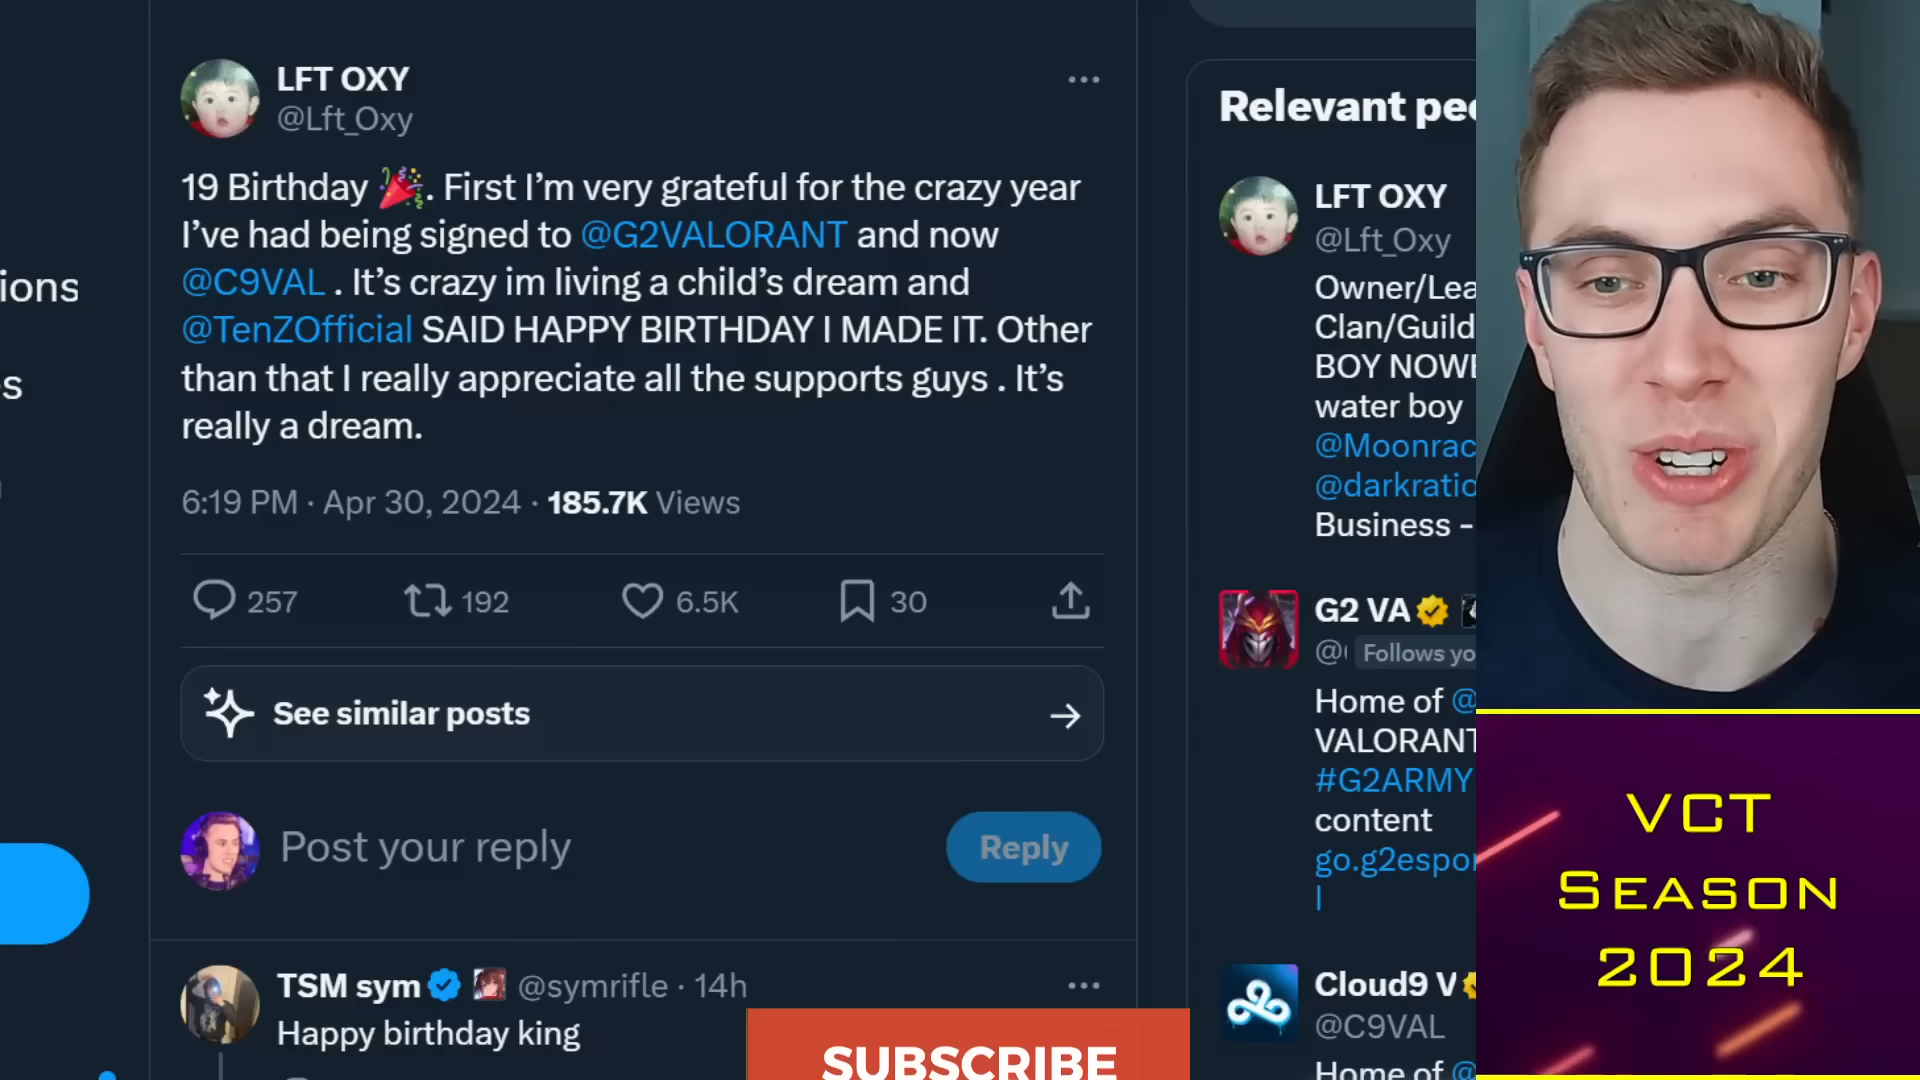 LFT OXY
@Lft_Oxy
19 Birthday 🎉. First I’m very grateful for the crazy year
I’ve had being signed to @G2VALORANT and now
@C9VAL . It’s crazy im living a child’s dream and
@TenZOfficial SAID HAPPY BIRTHDAY I MADE IT. Other
than that I really appreciate all the supports guys . It’s
really a dream.
6:19 PM · Apr 30, 2024 · 185.7K Views
257 192 6.5K 30
See similar posts
Post your reply
Reply
TSM sym @symrifle · 14h
Happy birthday king
SUBSCRIBE
ions
s
Relevant peo
LFT OXY
@Lft_Oxy
Owner/Lea
Clan/Guild
BOY NOWE
water boy
@Moonrac
@darkratio
Business -
G2 VA
@ Follows yo
Home of @
VALORANT
#G2ARMY
content
go.g2espor
|
Cloud9 V
@C9VAL
Home of @
VCT
SEASON
2024